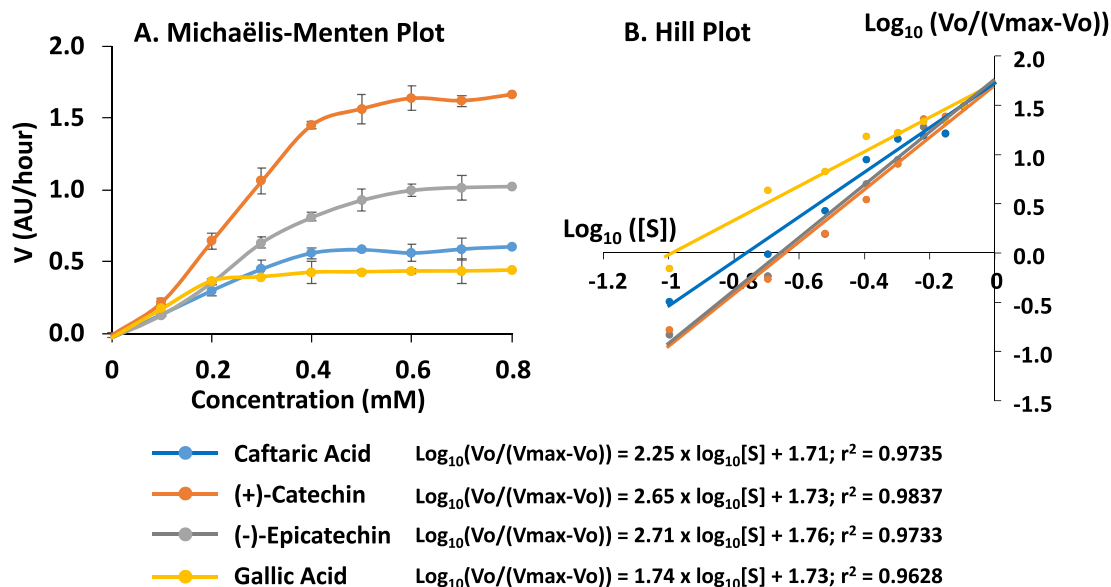 A. Michaëlis-Menten Plot
2.0
1.5
1.0
0.5
0.0
V (AU/hour)
0 0.2 0.4 0.6 0.8
Concentration (mM)
B. Hill Plot
Log₁₀ (Vo/(Vmax-Vo))
2.0
1.5
1.0
0.5
0.0
-0.5
-1.0
-1.5
Log₁₀ ([S])
-1.2 -1 -0.8 -0.6 -0.4 -0.2 0
Caftaric Acid Log₁₀(Vo/(Vmax-Vo)) = 2.25 x log₁₀[S] + 1.71; r² = 0.9735
(+)-Catechin Log₁₀(Vo/(Vmax-Vo)) = 2.65 x log₁₀[S] + 1.73; r² = 0.9837
(-)-Epicatechin Log₁₀(Vo/(Vmax-Vo)) = 2.71 x log₁₀[S] + 1.76; r² = 0.9733
Gallic Acid Log₁₀(Vo/(Vmax-Vo)) = 1.74 x log₁₀[S] + 1.73; r² = 0.9628